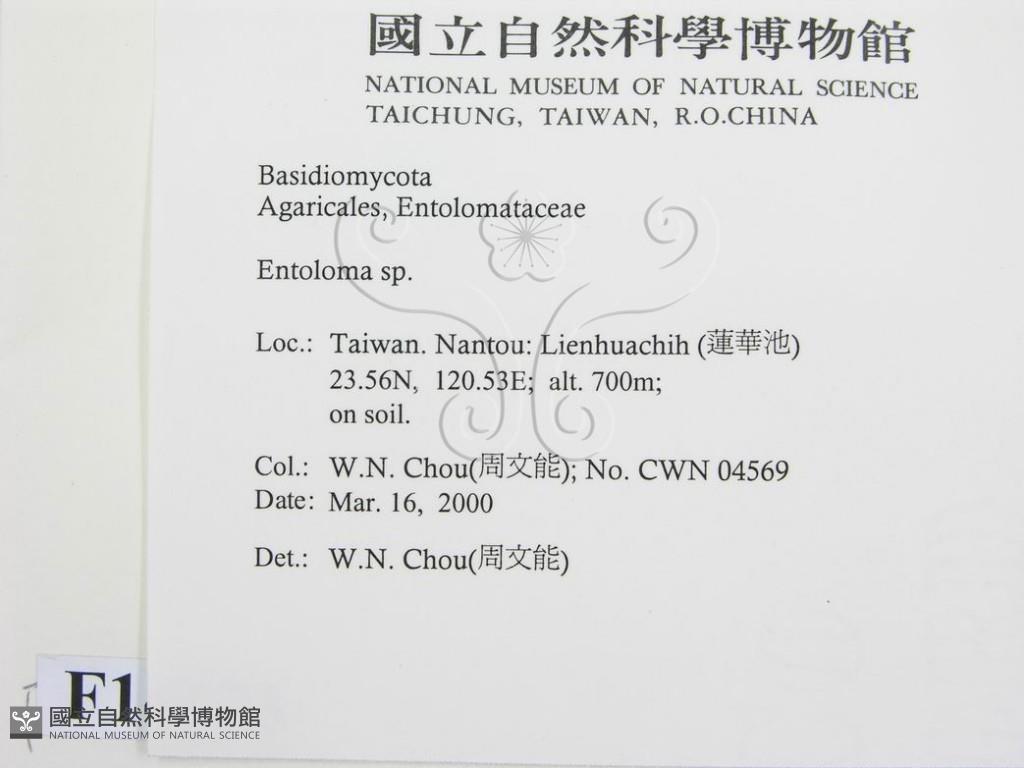 國立自然科學博物館
NATIONAL MUSEUM OF NATURAL SCIENCE
TAICHUNG, TAIWAN, R.O.CHINA
Basidiomycota
Agaricales, Entolomataceae
Entoloma sp.
Loc.: Taiwan. Nantou: Lienhuachih (蓮華池)
23.56N, 120.53E; alt. 700m;
on soil.
Col.: W.N. Chou(周文能); No. CWN 04569
Date: Mar. 16, 2000
Det.: W.N. Chou(周文能)
F1
國立自然科學博物館
NATIONAL MUSEUM OF NATURAL SCIENCE